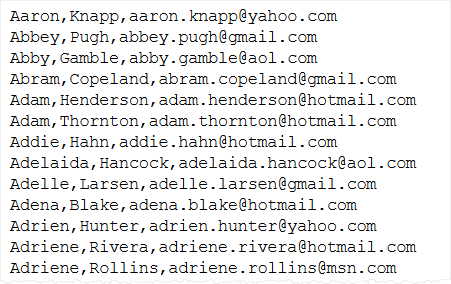 Aaron,Knapp,aaron.knapp@yahoo.com
Abbey,Pugh,abbey.pugh@gmail.com
Abby,Gamble,abby.gamble@aol.com
Abram,Copeland,abram.copeland@gmail.com
Adam,Henderson,adam.henderson@hotmail.com
Adam,Thornton,adam.thornton@hotmail.com
Addie,Hahn,addie.hahn@hotmail.com
Adelaida,Hancock,adelaida.hancock@aol.com
Adelle,Larsen,adelle.larsen@gmail.com
Adena,Blake,adena.blake@hotmail.com
Adrien,Hunter,adrien.hunter@yahoo.com
Adriene,Rivera,adriene.rivera@hotmail.com
Adriene,Rollins,adriene.rollins@msn.com